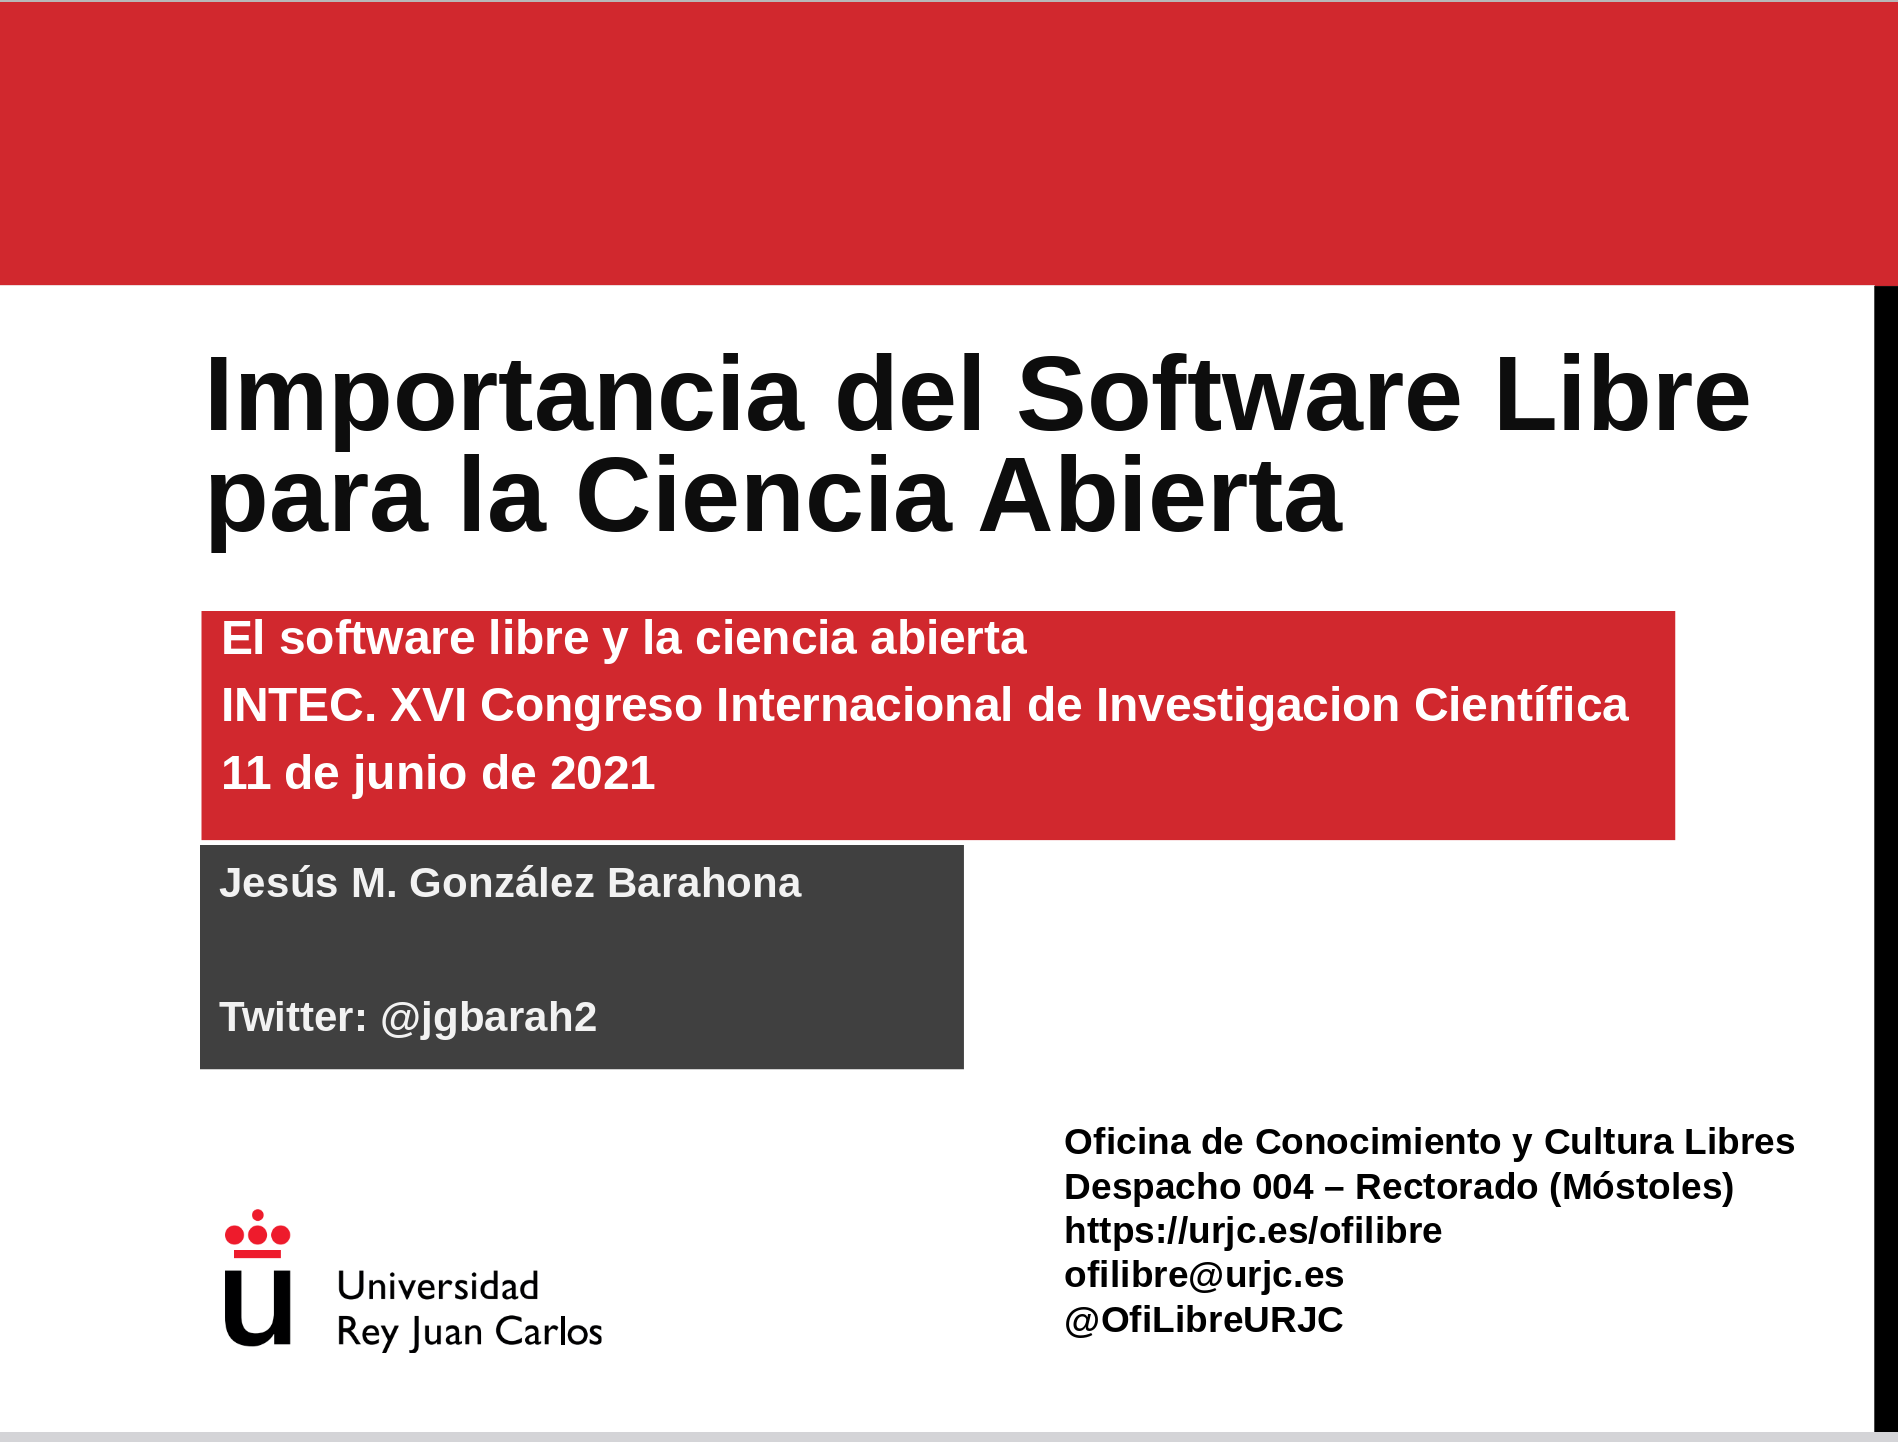 Importancia del Software Libre
para la Ciencia Abierta
El software libre y la ciencia abierta
INTEC. XVI Congreso Internacional de Investigacion Científica
11 de junio de 2021
Jesús M. González Barahona
Twitter: @jgbarah2
Oficina de Conocimiento y Cultura Libres
Despacho 004 – Rectorado (Móstoles)
https://urjc.es/ofilibre
ofilibre@urjc.es
@OfiLibreURJC
u
Universidad
Rey Juan Carlos